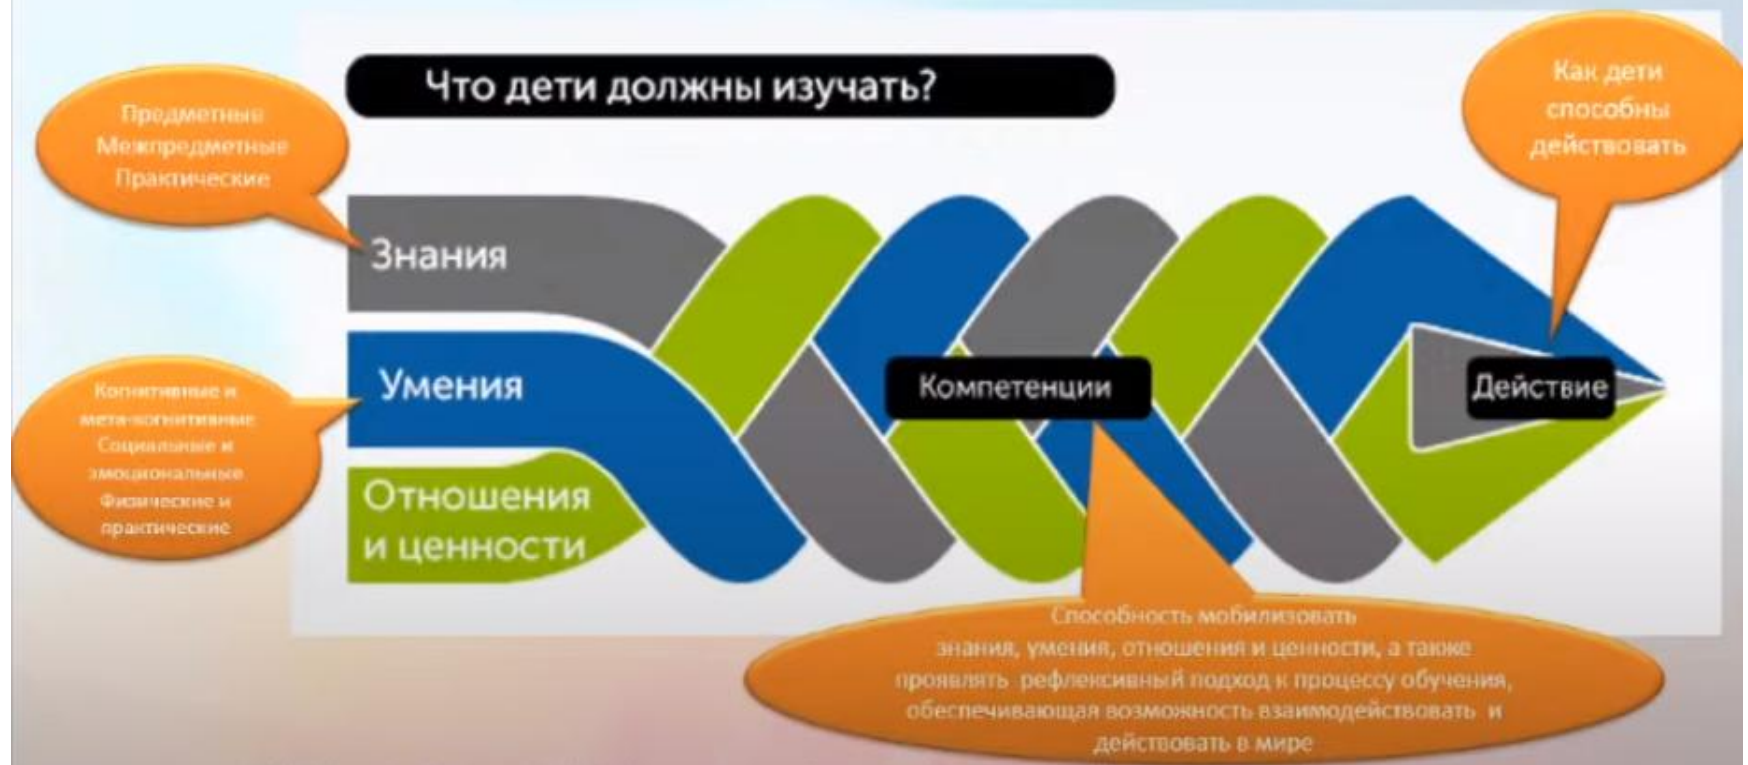 Что дети должны изучать?
Как дети
способны
действовать
Предметные
Межпредметные
Практические
Знания
Умения
Отношения
и ценности
Когнитивные и
мета-когнитивные
Социальные и
эмоциональные
Физические и
практические
Компетенции
Действие
Способность мобилизовать
знания, умения, отношения и ценности, а также
проявлять рефлексивный подход к процессу обучения,
обеспечивающая возможность взаимодействовать и
действовать в мире